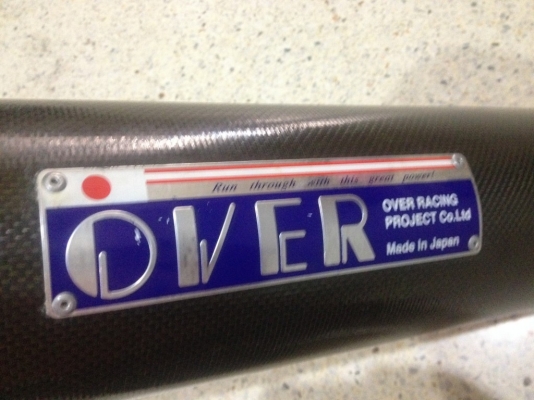 Run through with this great power!
OVER
OVER RACING
PROJECT Co.Ltd
Made In Japan